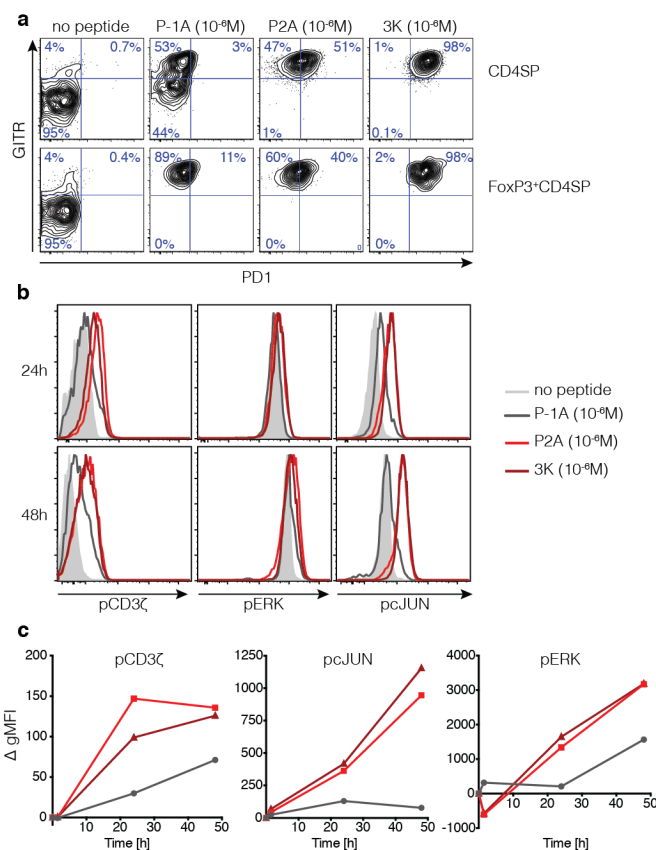 a
no peptide P-1A (10⁻⁶M) P2A (10⁻⁶M) 3K (10⁻⁶M)
4% 0.7% 53% 3% 47% 51% 1% 98%
CD4SP
95% 44% 1% 0.1%
GITR
4% 0.4% 89% 11% 60% 40% 2% 98%
FoxP3⁺CD4SP
95% 0% 0% 0%
PD1
b
24h
no peptide
P-1A (10⁻⁶M)
P2A (10⁻⁶M)
3K (10⁻⁶M)
48h
pCD3ζ pERK pcJUN
c
pCD3ζ pcJUN pERK
Δ gMFI
200
150
100
50
0
10 20 30 40 50
Time [h]
1250
1000
750
500
250
0
10 20 30 40 50
Time [h]
4000
3000
2000
1000
0
-1000
10 20 30 40 50
Time [h]